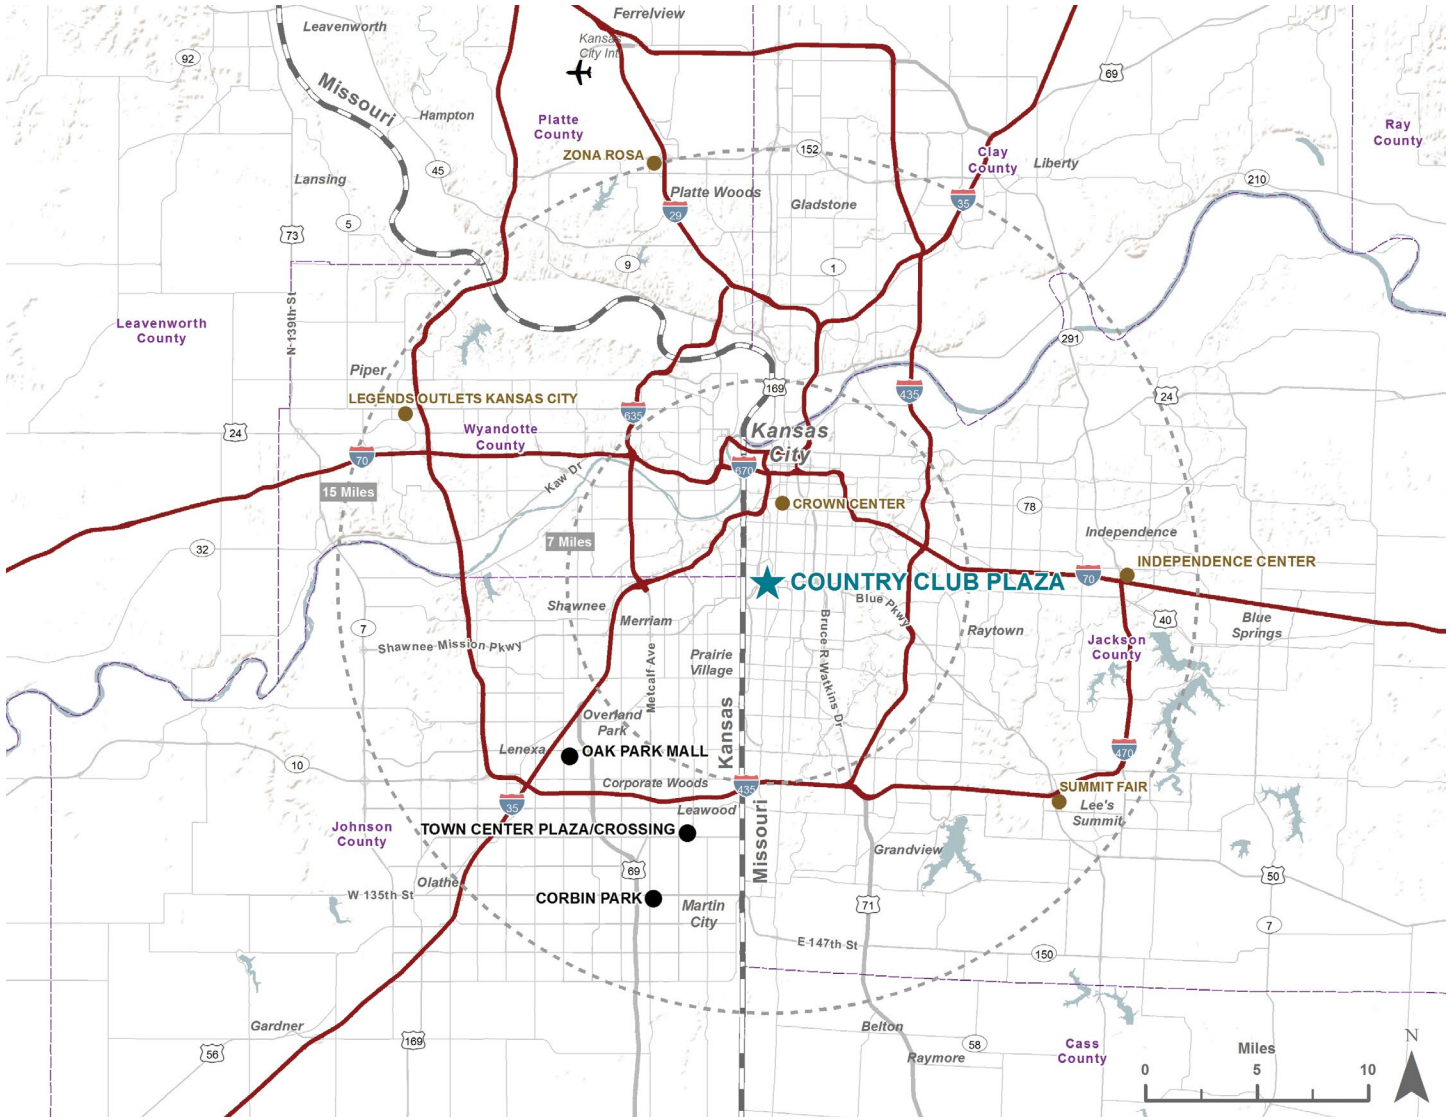 Ferrelview
Leavenworth
Kansas
City Int
92
69
Missouri
Hampton
Platte
County
Ray
County
ZONA ROSA
152
Clay
County
Liberty
45
Lansing
Platte Woods
210
35
Gladstone
29
5
73
9
1
N 139th St
Leavenworth
County
291
Piper
169
435
24
LEGENDS OUTLETS KANSAS CITY
635
Wyandotte
County
24
Kansas
City
70
670
Kaw Dr
15 Miles
CROWN CENTER
78
7 Miles
Independence
32
INDEPENDENCE CENTER
70
COUNTRY CLUB PLAZA
Shawnee
Blue Pkwy
Merriam
Bruce R Watkins Dr
Raytown
40
Blue
Springs
7
Shawnee Mission Pkwy
Metcalf Ave
Prairie
Village
Jackson
County
Overland
Park
Kansas
Lenexa
OAK PARK MALL
470
10
Corporate Woods
435
SUMMIT FAIR
35
Leawood
Missouri
Lee's
Summit
Johnson
County
TOWN CENTER PLAZA/CROSSING
Grandview
69
50
Olathe
W 135th St
CORBIN PARK
Martin
City
71
7
E 147th St
150
Gardner
Belton
169
56
58
Raymore
Cass
County
Miles
0
5
10
N